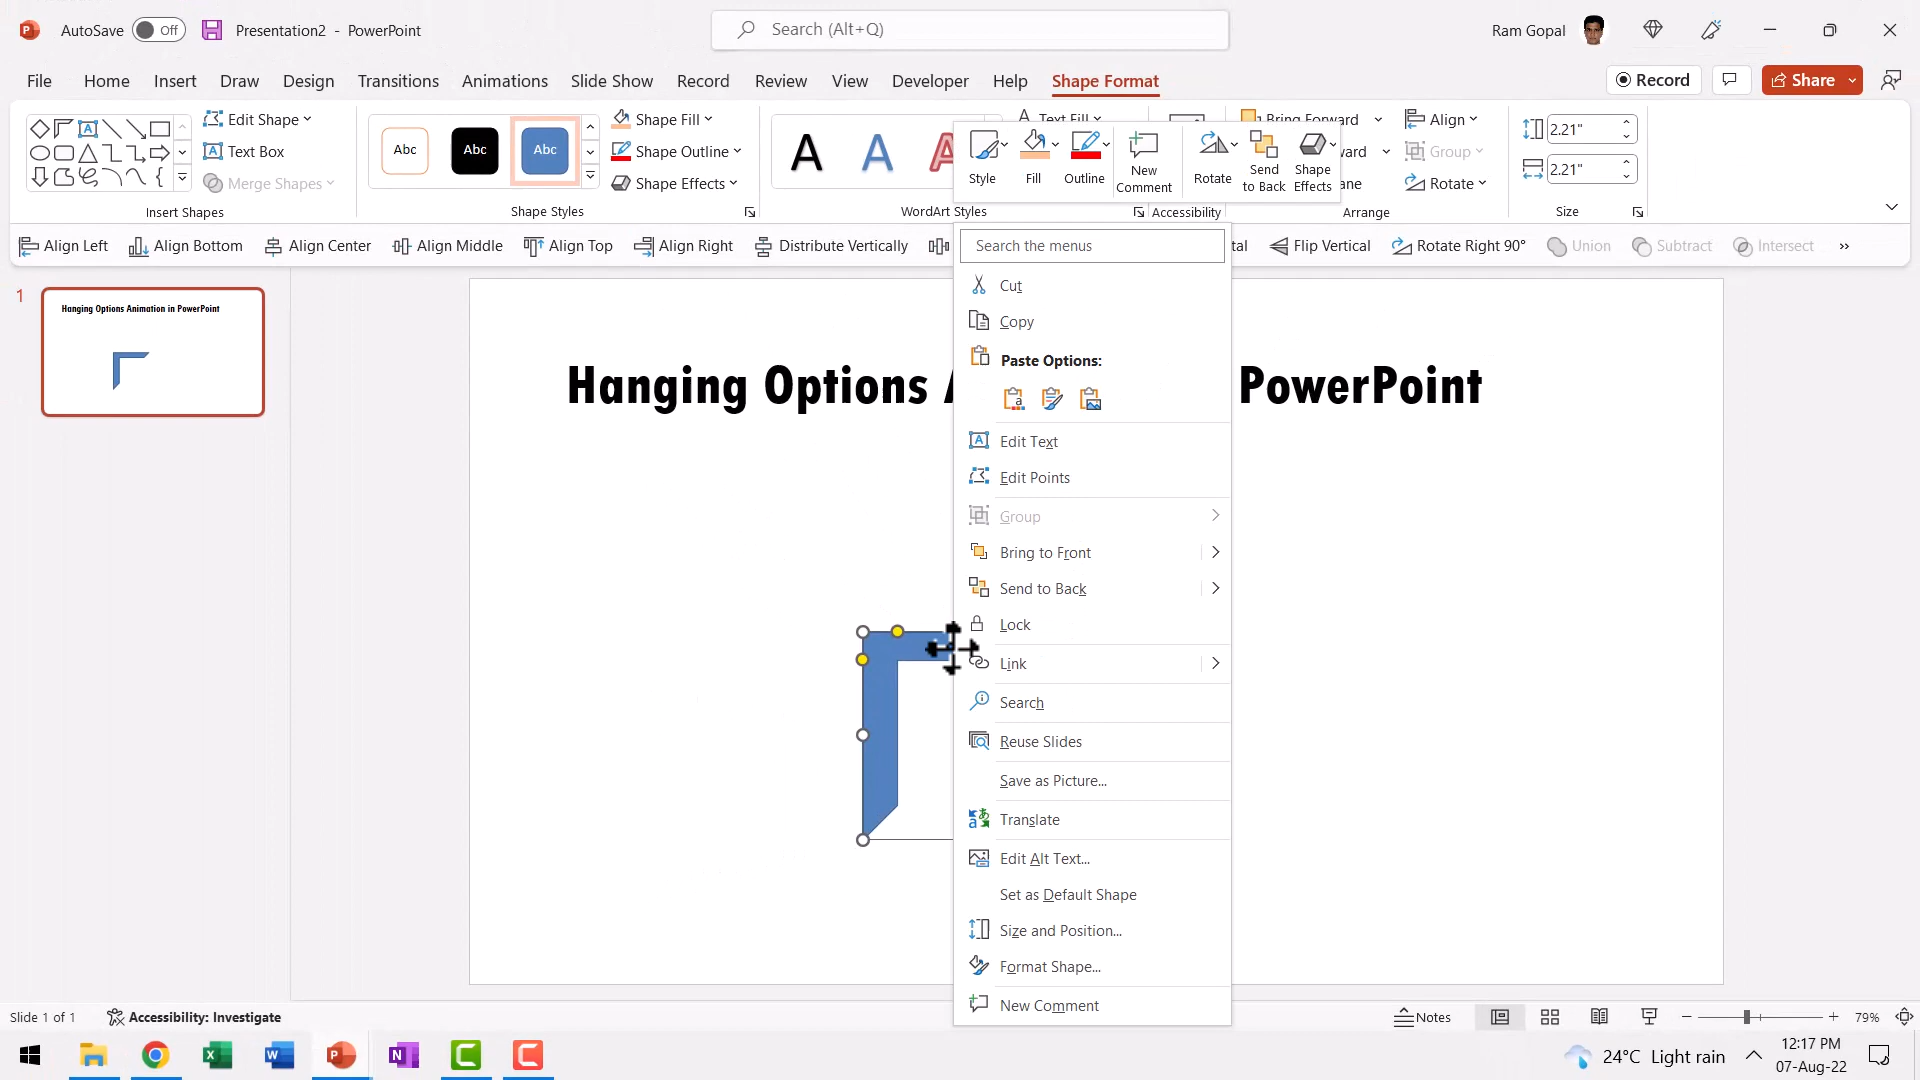 AutoSave Off Presentation2 - PowerPoint Search (Alt+Q) Ram Gopal
File Home Insert Draw Design Transitions Animations Slide Show Record Review View Developer Help Shape Format Record Share
Edit Shape
Text Box
Merge Shapes
Insert Shapes
Abc Abc Abc
Shape Fill
Shape Outline
Shape Effects
Shape Styles
A A A
Text Fill
WordArt Styles
Accessibility
Bring Forward
ward
ane
Align
Group
Rotate
Arrange
2.21"
2.21"
Size
Style Fill Outline New Comment Rotate Send to Back Shape Effects
Align Left Align Bottom Align Center Align Middle Align Top Align Right Distribute Vertically tal Flip Vertical Rotate Right 90° Union Subtract Intersect »
1
Hanging Options Animation in PowerPoint
Hanging Options A PowerPoint
Search the menus
Cut
Copy
Paste Options:
Edit Text
Edit Points
Group
Bring to Front
Send to Back
Lock
Link
Search
Reuse Slides
Save as Picture...
Translate
Edit Alt Text...
Set as Default Shape
Size and Position...
Format Shape...
New Comment
Slide 1 of 1 Accessibility: Investigate Notes 79%
24°C Light rain 12:17 PM
07-Aug-22